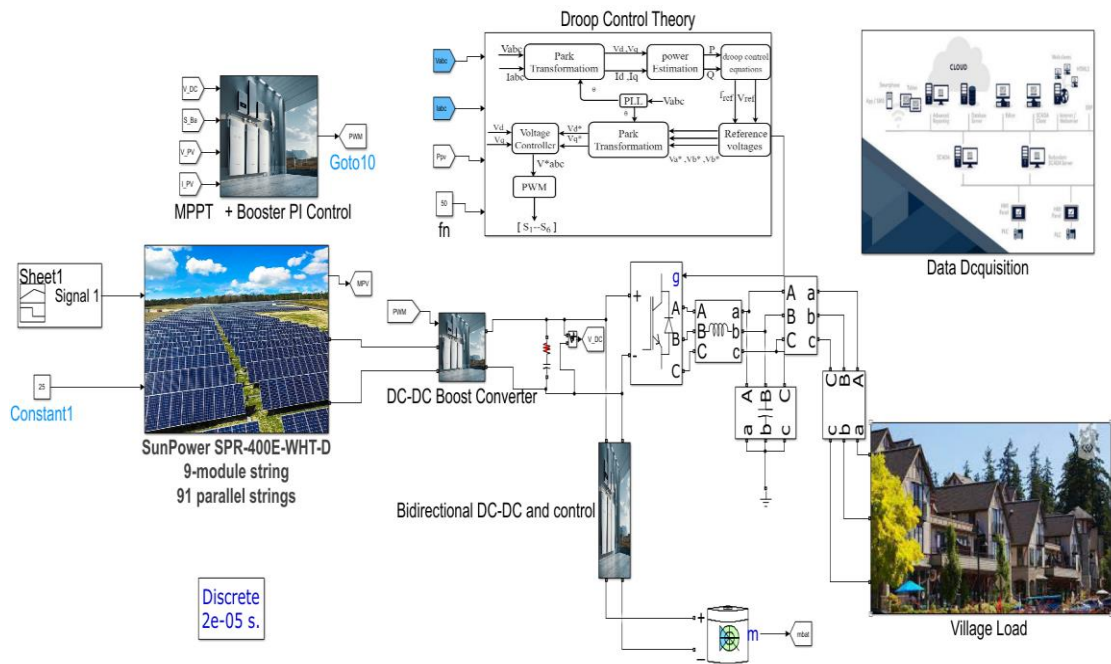 Droop Control Theory
Vabc
Iabc
Ppv
50
fn
Vabc
Iabc
Park
Transformationn
Vd ,Vq
Id ,Iq
power
Estimation
P
Q
droop control
equations
fref
Vref
e
PLL
Vabc
e
Vd
Vq
Voltage
Controller
Vd*
Vq*
Park
Transformationn
Va* ,Vb* ,Vb*
Reference
voltages
V*abc
PWM
[ S1--S6 ]
V_DC
S_Ba
V_PV
I_PV
PWM
Goto10
MPPT + Booster PI Control
CLOUD
SCADA
Data Dcquisition
Sheet1
Signal 1
25
Constant1
MPV
SunPower SPR-400E-WHT-D
9-module string
91 parallel strings
PWM
DC-DC Boost Converter
V_DC
+
-
g
A
B
C
A
B
C
a
b
c
A
B
C
a
b
c
A
B
C
a
b
c
A
B
C
a
b
c
Bidirectional DC-DC and control
Discrete
2e-05 s.
+
m
mbat
−
Village Load